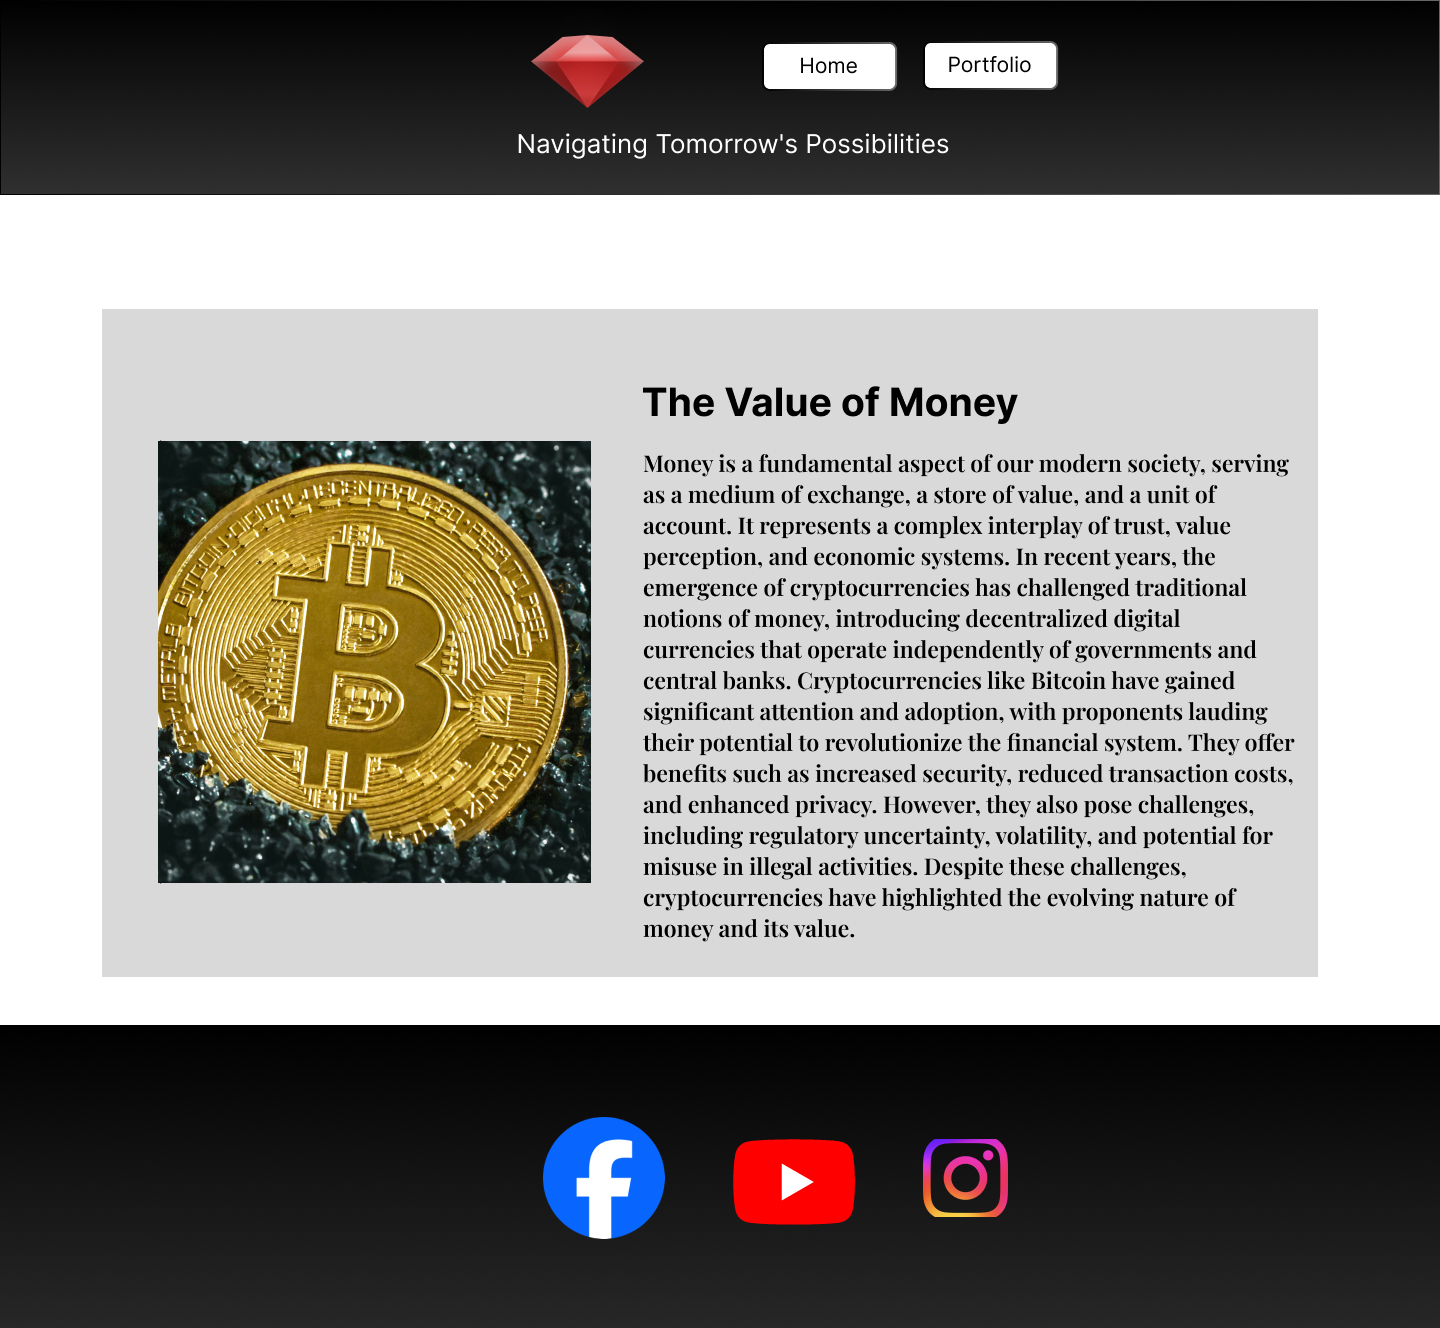 Home
Portfolio
Navigating Tomorrow's Possibilities
The Value of Money
Money is a fundamental aspect of our modern society, serving
as a medium of exchange, a store of value, and a unit of
account. It represents a complex interplay of trust, value
perception, and economic systems. In recent years, the
emergence of cryptocurrencies has challenged traditional
notions of money, introducing decentralized digital
currencies that operate independently of governments and
central banks. Cryptocurrencies like Bitcoin have gained
significant attention and adoption, with proponents lauding
their potential to revolutionize the financial system. They offer
benefits such as increased security, reduced transaction costs,
and enhanced privacy. However, they also pose challenges,
including regulatory uncertainty, volatility, and potential for
misuse in illegal activities. Despite these challenges,
cryptocurrencies have highlighted the evolving nature of
money and its value.
BITCOIN · DIGITAL DECENTRALIZED · PEER TO PEER